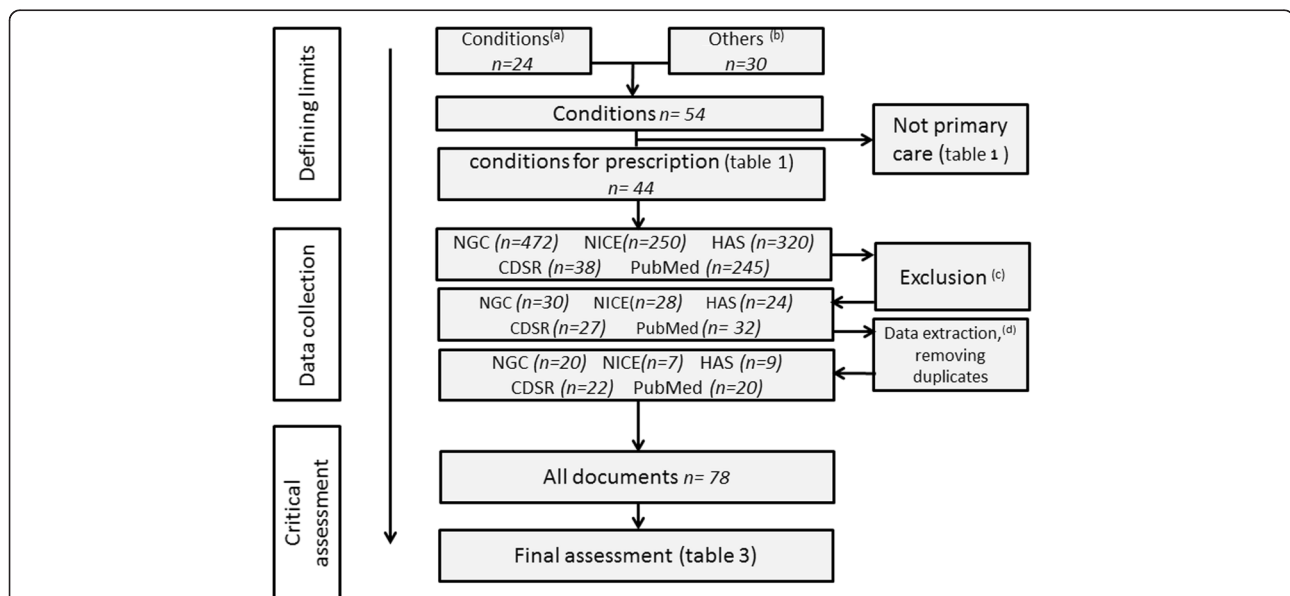 Defining limits
Conditions(a)
n=24
Others (b)
n=30
Conditions n= 54
Not primary
care (table 1 )
conditions for prescription (table 1)
n= 44
Data collection
NGC (n=472) NICE(n=250) HAS (n=320)
CDSR (n=38) PubMed (n=245)
Exclusion (c)
NGC (n=30) NICE(n=28) HAS (n=24)
CDSR (n=27) PubMed (n= 32)
Data extraction,(d)
removing
duplicates
NGC (n=20) NICE(n=7) HAS (n=9)
CDSR (n=22) PubMed (n=20)
Critical
assessment
All documents n= 78
Final assessment (table 3)